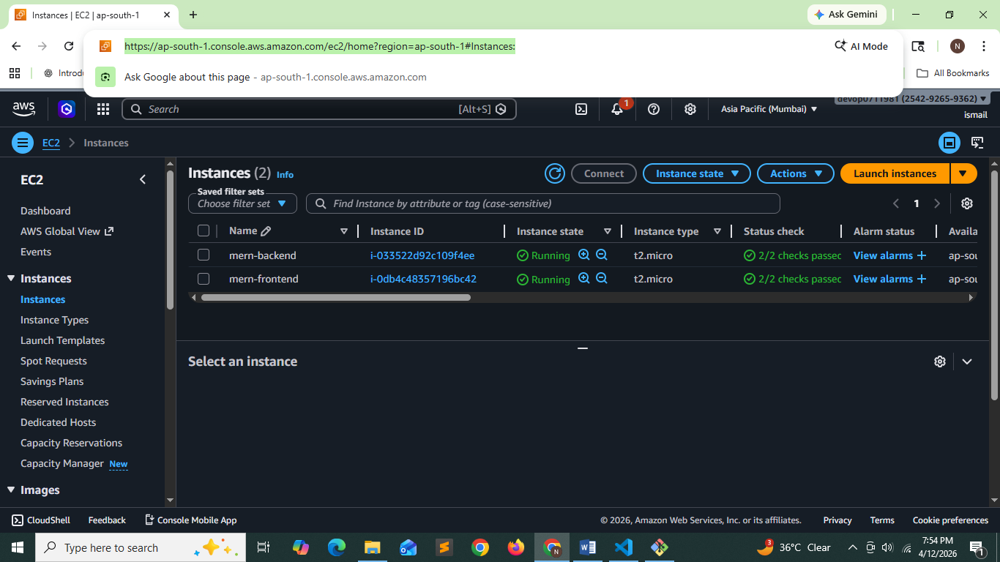 Instances | EC2 | ap-south-1
Ask Gemini
https://ap-south-1.console.aws.amazon.com/ec2/home?region=ap-south-1#Instances:
AI Mode
N
Introdu
Ask Google about this page - ap-south-1.console.aws.amazon.com
All Bookmarks
aws
Search
[Alt+S]
1
Asia Pacific (Mumbai)
devop0711981 (2542-9265-9362)
ismail
EC2
Instances
EC2
Dashboard
AWS Global View
Events
Instances
Instances
Instance Types
Launch Templates
Spot Requests
Savings Plans
Reserved Instances
Dedicated Hosts
Capacity Reservations
Capacity Manager New
Images
Instances (2) Info
Connect
Instance state
Actions
Launch instances
Saved filter sets
Choose filter set
Find Instance by attribute or tag (case-sensitive)
1
Name Instance ID Instance state Instance type Status check Alarm status Availa
mern-backend i-033522d92c109f4ee Running t2.micro 2/2 checks passed View alarms ap-sou
mern-frontend i-0db4c48357196bc42 Running t2.micro 2/2 checks passed View alarms ap-sou
Select an instance
CloudShell Feedback Console Mobile App © 2026, Amazon Web Services, Inc. or its affiliates. Privacy Terms Cookie preferences
Type here to search
N
3
36°C Clear
7:54 PM
4/12/2026
1